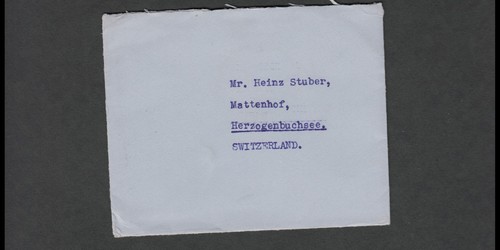 Mr. Heinz Stuber,
Mattenhof,
Herzogenbuchsee.
SWITZERLAND.